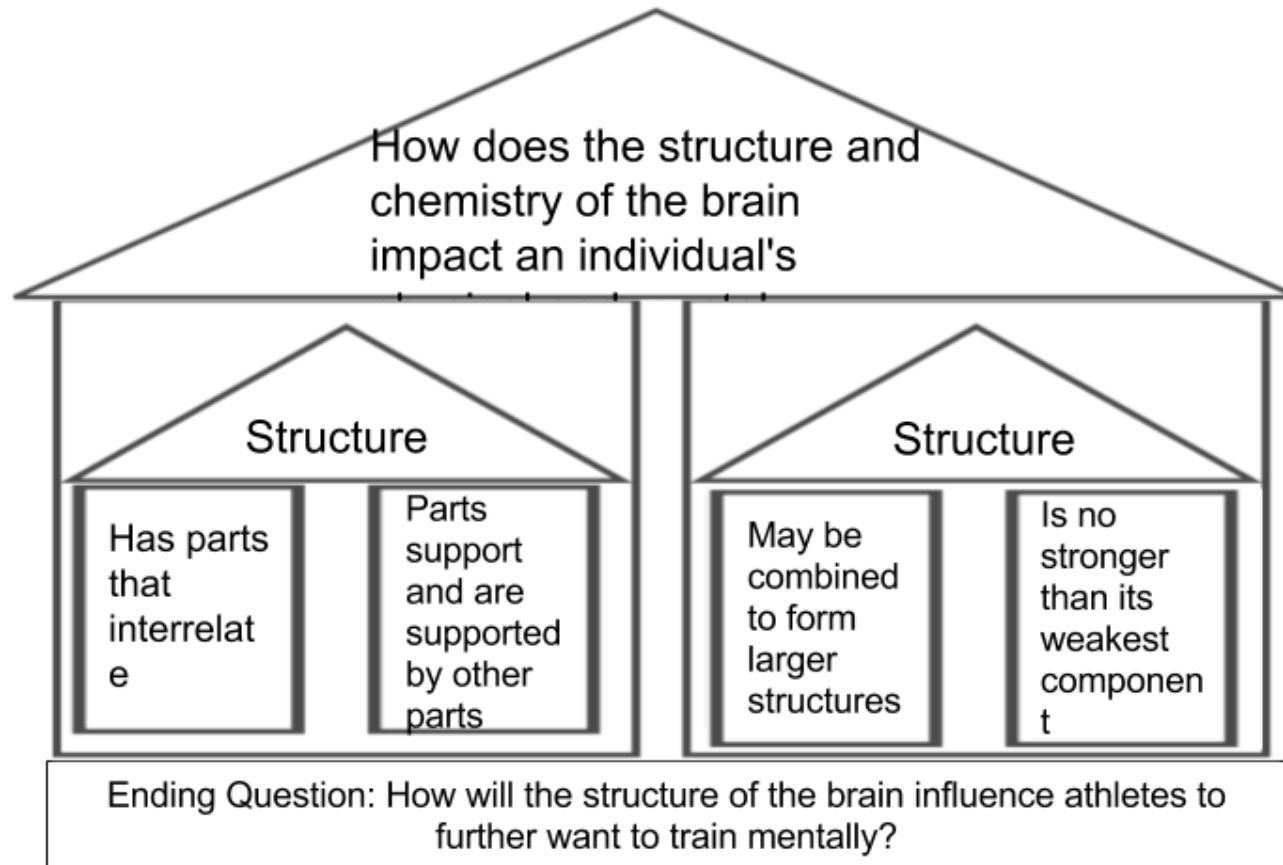 How does the structure and
chemistry of the brain
impact an individual's
Structure
Has parts
that
interrelat
e
Parts
support
and are
supported
by other
parts
Structure
May be
combined
to form
larger
structures
Is no
stronger
than its
weakest
componen
t
Ending Question: How will the structure of the brain influence athletes to
further want to train mentally?